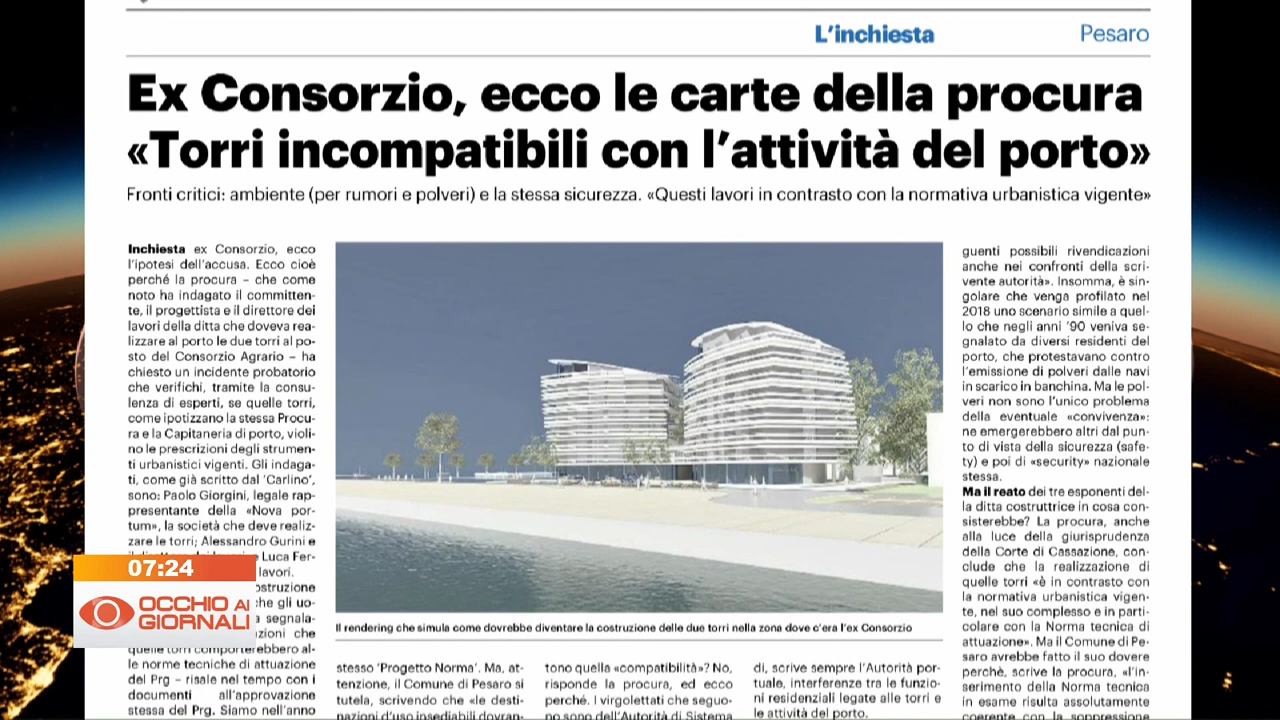 L'inchiesta
Pesaro
Ex Consorzio, ecco le carte della procura
«Torri incompatibili con l'attività del porto»
Fronti critici: ambiente (per rumori e polveri) e la stessa sicurezza. «Questi lavori in contrasto con la normativa urbanistica vigente»
Inchiesta ex Consorzio, ecco
l'ipotesi dell'accusa. Ecco cioè
perché la procura – che come
noto ha indagato il committen-
te, il progettista e il direttore dei
lavori della ditta che doveva rea-
lizzare al porto le due torri al po-
sto del Consorzio Agrario – ha
chiesto un incidente probatorio
che verifichi, tramite la consu-
lenza di esperti, se quelle torri,
come ipotizzano la stessa Procu-
ra e la Capitaneria di porto, violi-
no le prescrizioni degli strumen-
ti urbanistici vigenti. Gli indaga-
ti, come già scritto dal 'Carlino',
sono: Paolo Giorgini, legale rap-
presentante della «Nova por-
tum», la società che deve realiz-
zare le torri; Alessandro Gurini e
Luca Fer-
lavori.
ostruzione
he gli uo-
a segnala-
zioni che
quelle torri comporterebbero al-
le norme tecniche di attuazione
del Prg – risale nel tempo con i
documenti all'approvazione
stessa del Prg. Siamo nell'anno
07:24
OCCHIO AI
GIORNALI
Il rendering che simula come dovrebbe diventare la costruzione delle due torri nella zona dove c'era l'ex Consorzio
stesso 'Progetto Norma'. Ma, at-
tenzione, il Comune di Pesaro si
tutela, scrivendo che «le desti-
nazioni d'uso insediabili dovran-
tono quella «compatibilità»? No,
risponde la procura, ed ecco
perché. I virgolettati che seguo-
no sono dell'Autorità di Sistema
di, scrive sempre l'Autorità por-
tuale, interferenze tra le funzio-
ni residenziali legate alle torri e
le attività del porto.
guenti possibili rivendicazioni
anche nei confronti della scri-
vente autorità». Insomma, è sin-
golare che venga profilato nel
2018 uno scenario simile a quel-
lo che negli anni '90 veniva se-
gnalato da diversi residenti del
porto, che protestavano contro
l'emissione di polveri dalle navi
in scarico in banchina. Ma le pol-
veri non sono l'unico problema
della eventuale «convivenza»:
ne emergerebbero altri dal pun-
to di vista della sicurezza (safe-
ty) e poi di «security» nazionale
stessa.
Ma il reato dei tre esponenti del-
la ditta costruttrice in cosa con-
sisterebbe? La procura, anche
alla luce della giurisprudenza
della Corte di Cassazione, con-
clude che la realizzazione di
quelle torri «è in contrasto con
la normativa urbanistica vigen-
te, nel suo complesso e in parti-
colare con la Norma tecnica di
attuazione». Ma il Comune di Pe-
saro avrebbe fatto il suo dovere
perchè, scrive la procura, «l'in-
serimento della Norma tecnica
in esame risulta assolutamente
coerente con la soppressione